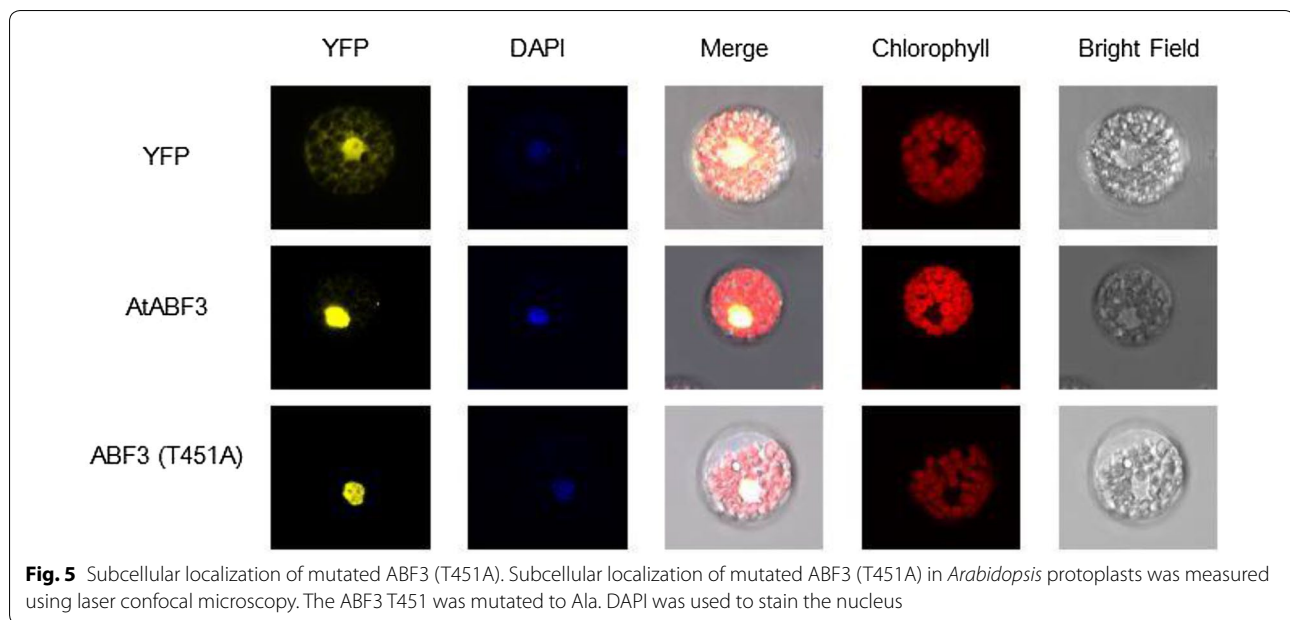 YFP DAPI Merge Chlorophyll Bright Field
YFP
AtABF3
ABF3 (T451A)
Fig. 5 Subcellular localization of mutated ABF3 (T451A). Subcellular localization of mutated ABF3 (T451A) in Arabidopsis protoplasts was measured
using laser confocal microscopy. The ABF3 T451 was mutated to Ala. DAPI was used to stain the nucleus